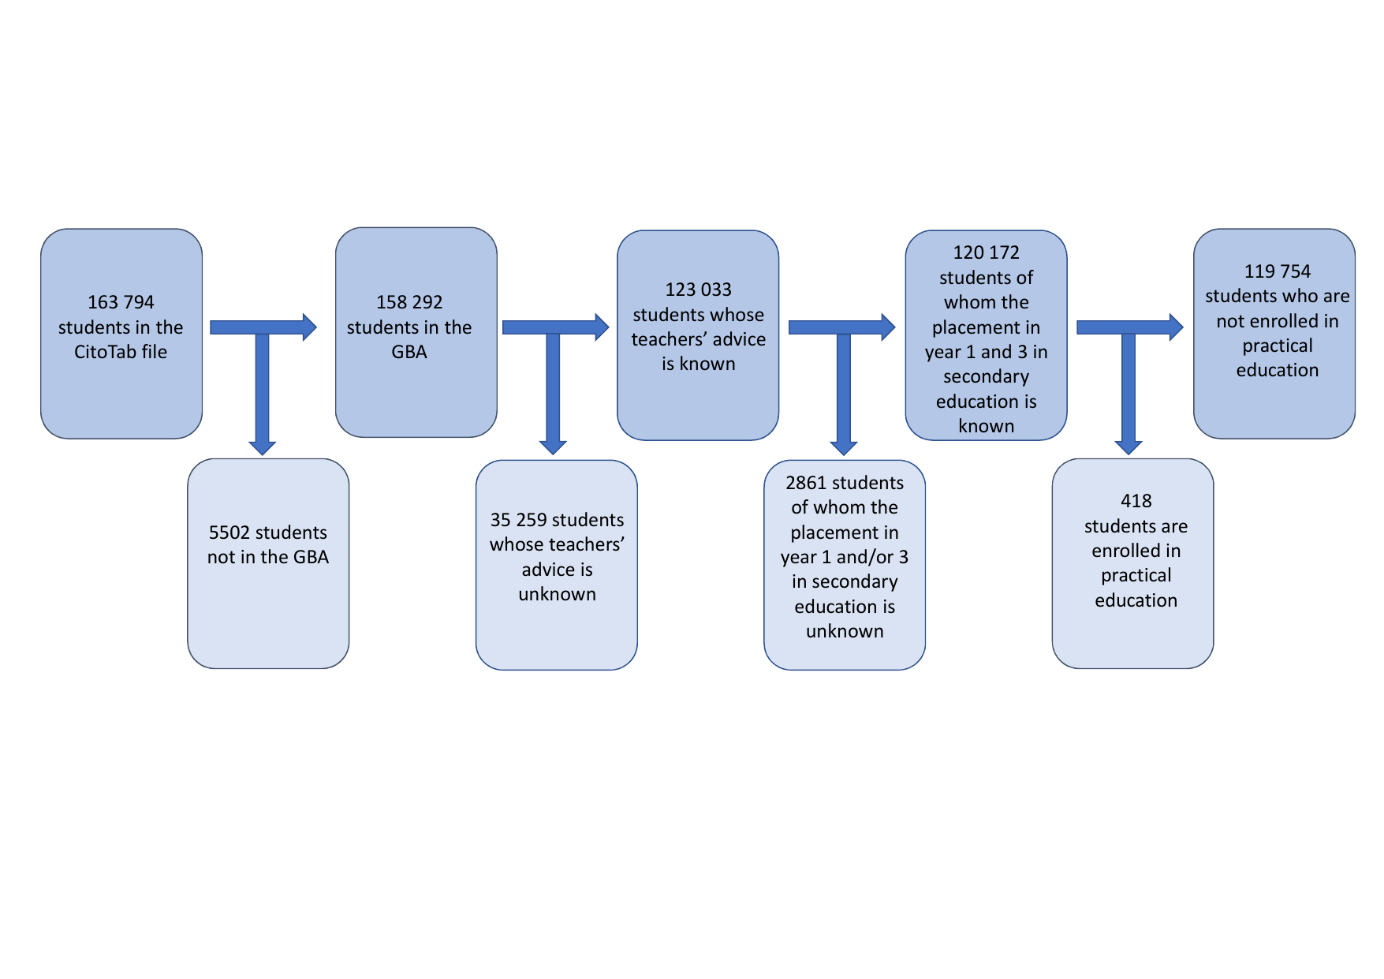 163 794
students in the
CitoTab file
158 292
students in the
GBA
123 033
students whose
teachers’ advice
is known
120 172
students of
whom the
placement in
year 1 and 3 in
secondary
education is
known
119 754
students who are
not enrolled in
practical
education
5502 students
not in the GBA
35 259 students
whose teachers’
advice is
unknown
2861 students
of whom the
placement in
year 1 and/or 3
in secondary
education is
unknown
418
students are
enrolled in
practical
education